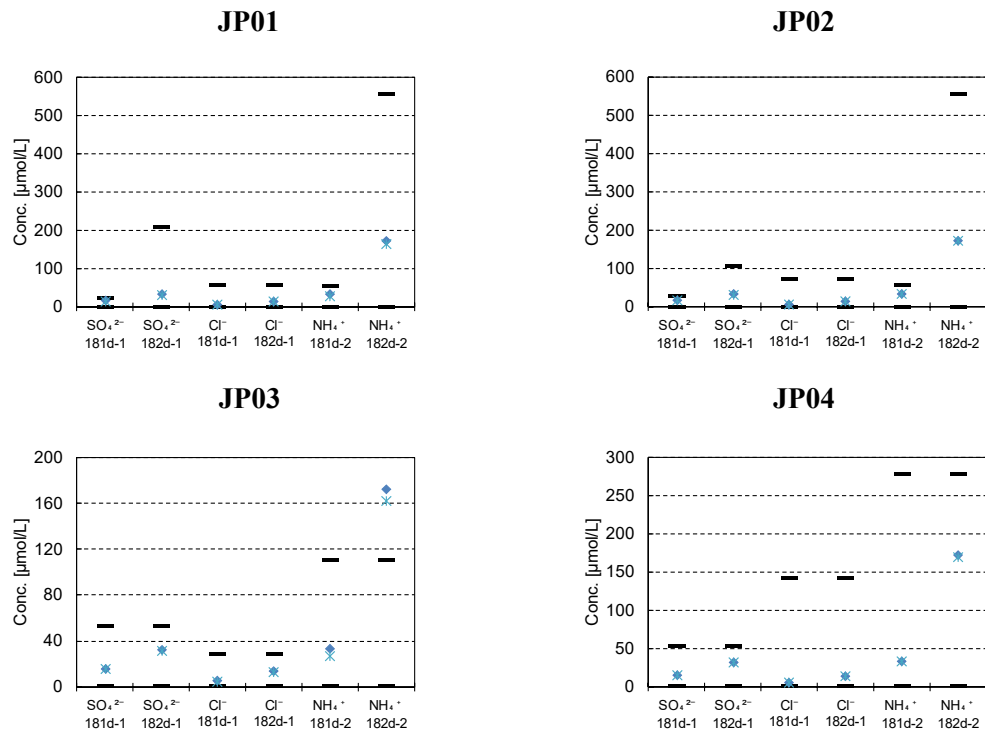 JP01
600
500
400
300
200
100
0
Conc. [µmol/L]
SO₄²⁻ SO₄²⁻ Cl⁻ Cl⁻ NH₄⁺ NH₄⁺
181d-1 182d-1 181d-1 182d-1 181d-2 182d-2
JP02
600
500
400
300
200
100
0
Conc. [µmol/L]
SO₄²⁻ SO₄²⁻ Cl⁻ Cl⁻ NH₄⁺ NH₄⁺
181d-1 182d-1 181d-1 182d-1 181d-2 182d-2
JP03
200
160
120
80
40
0
Conc. [µmol/L]
SO₄²⁻ SO₄²⁻ Cl⁻ Cl⁻ NH₄⁺ NH₄⁺
181d-1 182d-1 181d-1 182d-1 181d-2 182d-2
JP04
300
250
200
150
100
50
0
Conc. [µmol/L]
SO₄²⁻ SO₄²⁻ Cl⁻ Cl⁻ NH₄⁺ NH₄⁺
181d-1 182d-1 181d-1 182d-1 181d-2 182d-2